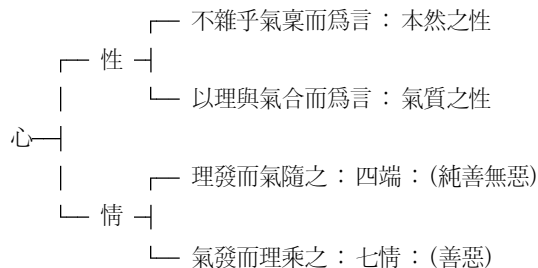 不雜乎氣稟而爲言 : 本然之性
性
以理與氣合而爲言 : 氣質之性
心
理發而氣隨之 : 四端 : (純善無惡)
情
氣發而理乘之 : 七情 : (善惡)